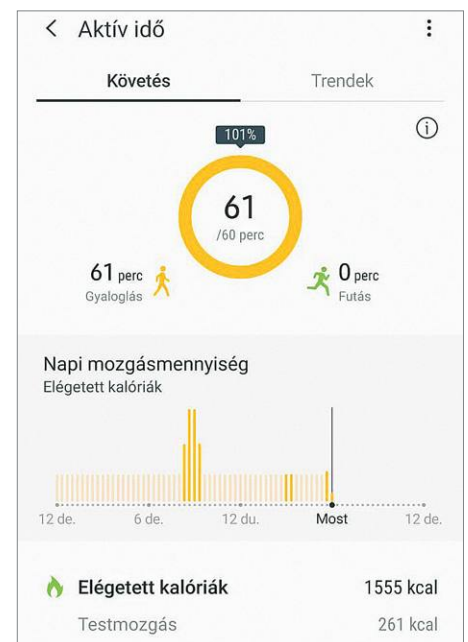 Aktív idő
Követés Trendek
101%
61
/60 perc
61 perc
Gyaloglás
0 perc
Futás
Napi mozgásmennyiség
Elégetett kalóriák
12 de. 6 de. 12 du. Most 12 de.
Elégetett kalóriák 1555 kcal
Testmozgás 261 kcal